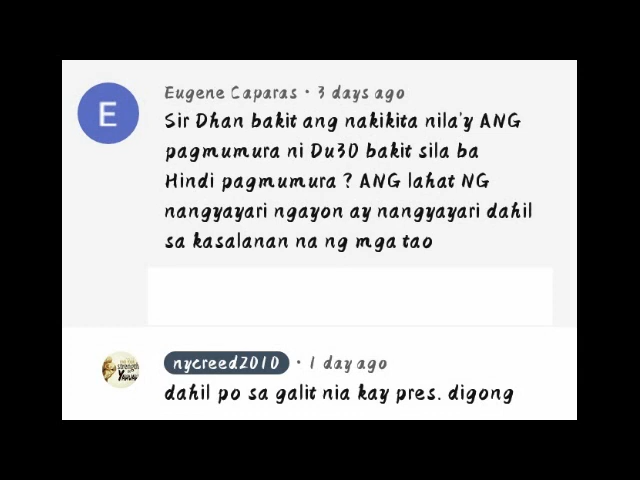 E
Eugene Caparas · 3 days ago
Sir Dhan bakit ang nakikita nila'y ANG
pagmumura ni Du30 bakit sila ba
Hindi pagmumura ? ANG lahat NG
nangyayari ngayon ay nangyayari dahil
sa kasalanan na ng mga tao
nycreed2010 · 1 day ago
dahil po sa galit nia kay pres. digong